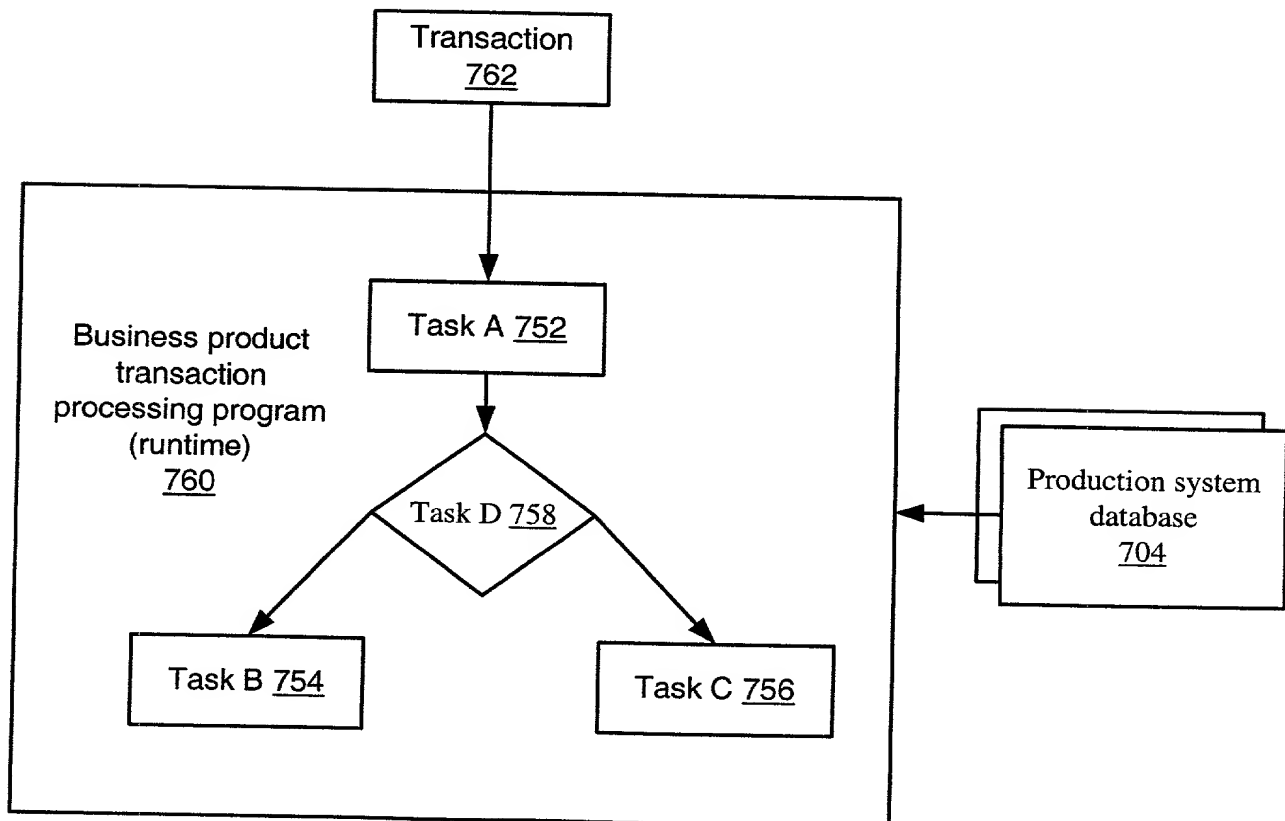 Transaction
762
Task A 752
Business product
transaction
processing program
(runtime)
760
Task D 758
Production system
database
704
Task B 754
Task C 756